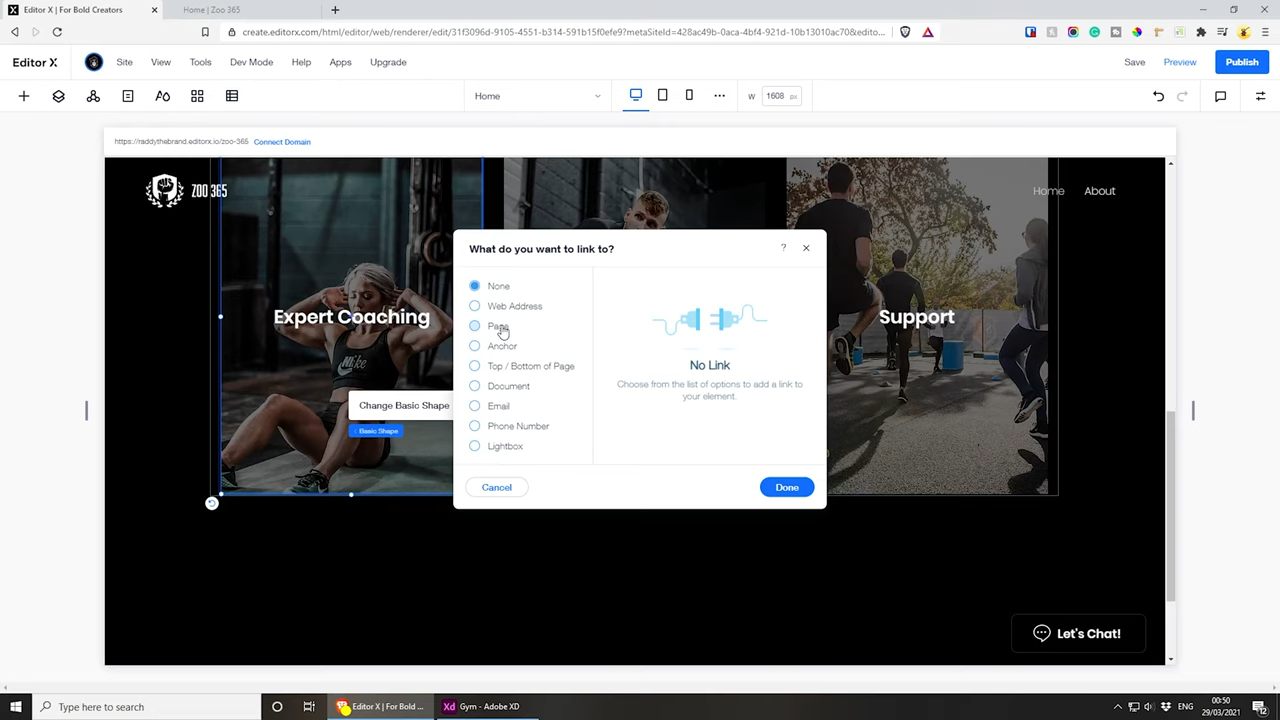 Editor X | For Bold Creators
Home | Zoo 365
create.editorx.com/html/editor/web/renderer/edit/31f3096d-9105-4551-b314-591b15f0efe9?metaSiteId=428ac49b-0aca-4bf4-921d-10b13010ac70&edito...
Editor X
Site
View
Tools
Dev Mode
Help
Apps
Upgrade
Save
Preview
Publish
Home
W
1608
px
https://raddythebrand.editorx.io/zoo-365
Connect Domain
ZOO 365
Home
About
What do you want to link to?
?
None
Web Address
Page
Anchor
Top / Bottom of Page
Document
Email
Phone Number
Lightbox
No Link
Choose from the list of options to add a link to
your element.
Cancel
Done
Expert Coaching
NIKE
Support
Change Basic Shape
‹ Basic Shape
Let's Chat!
Type here to search
Editor X | For Bold ...
Xd
Gym - Adobe XD
ENG
00:50
29/03/2021
12